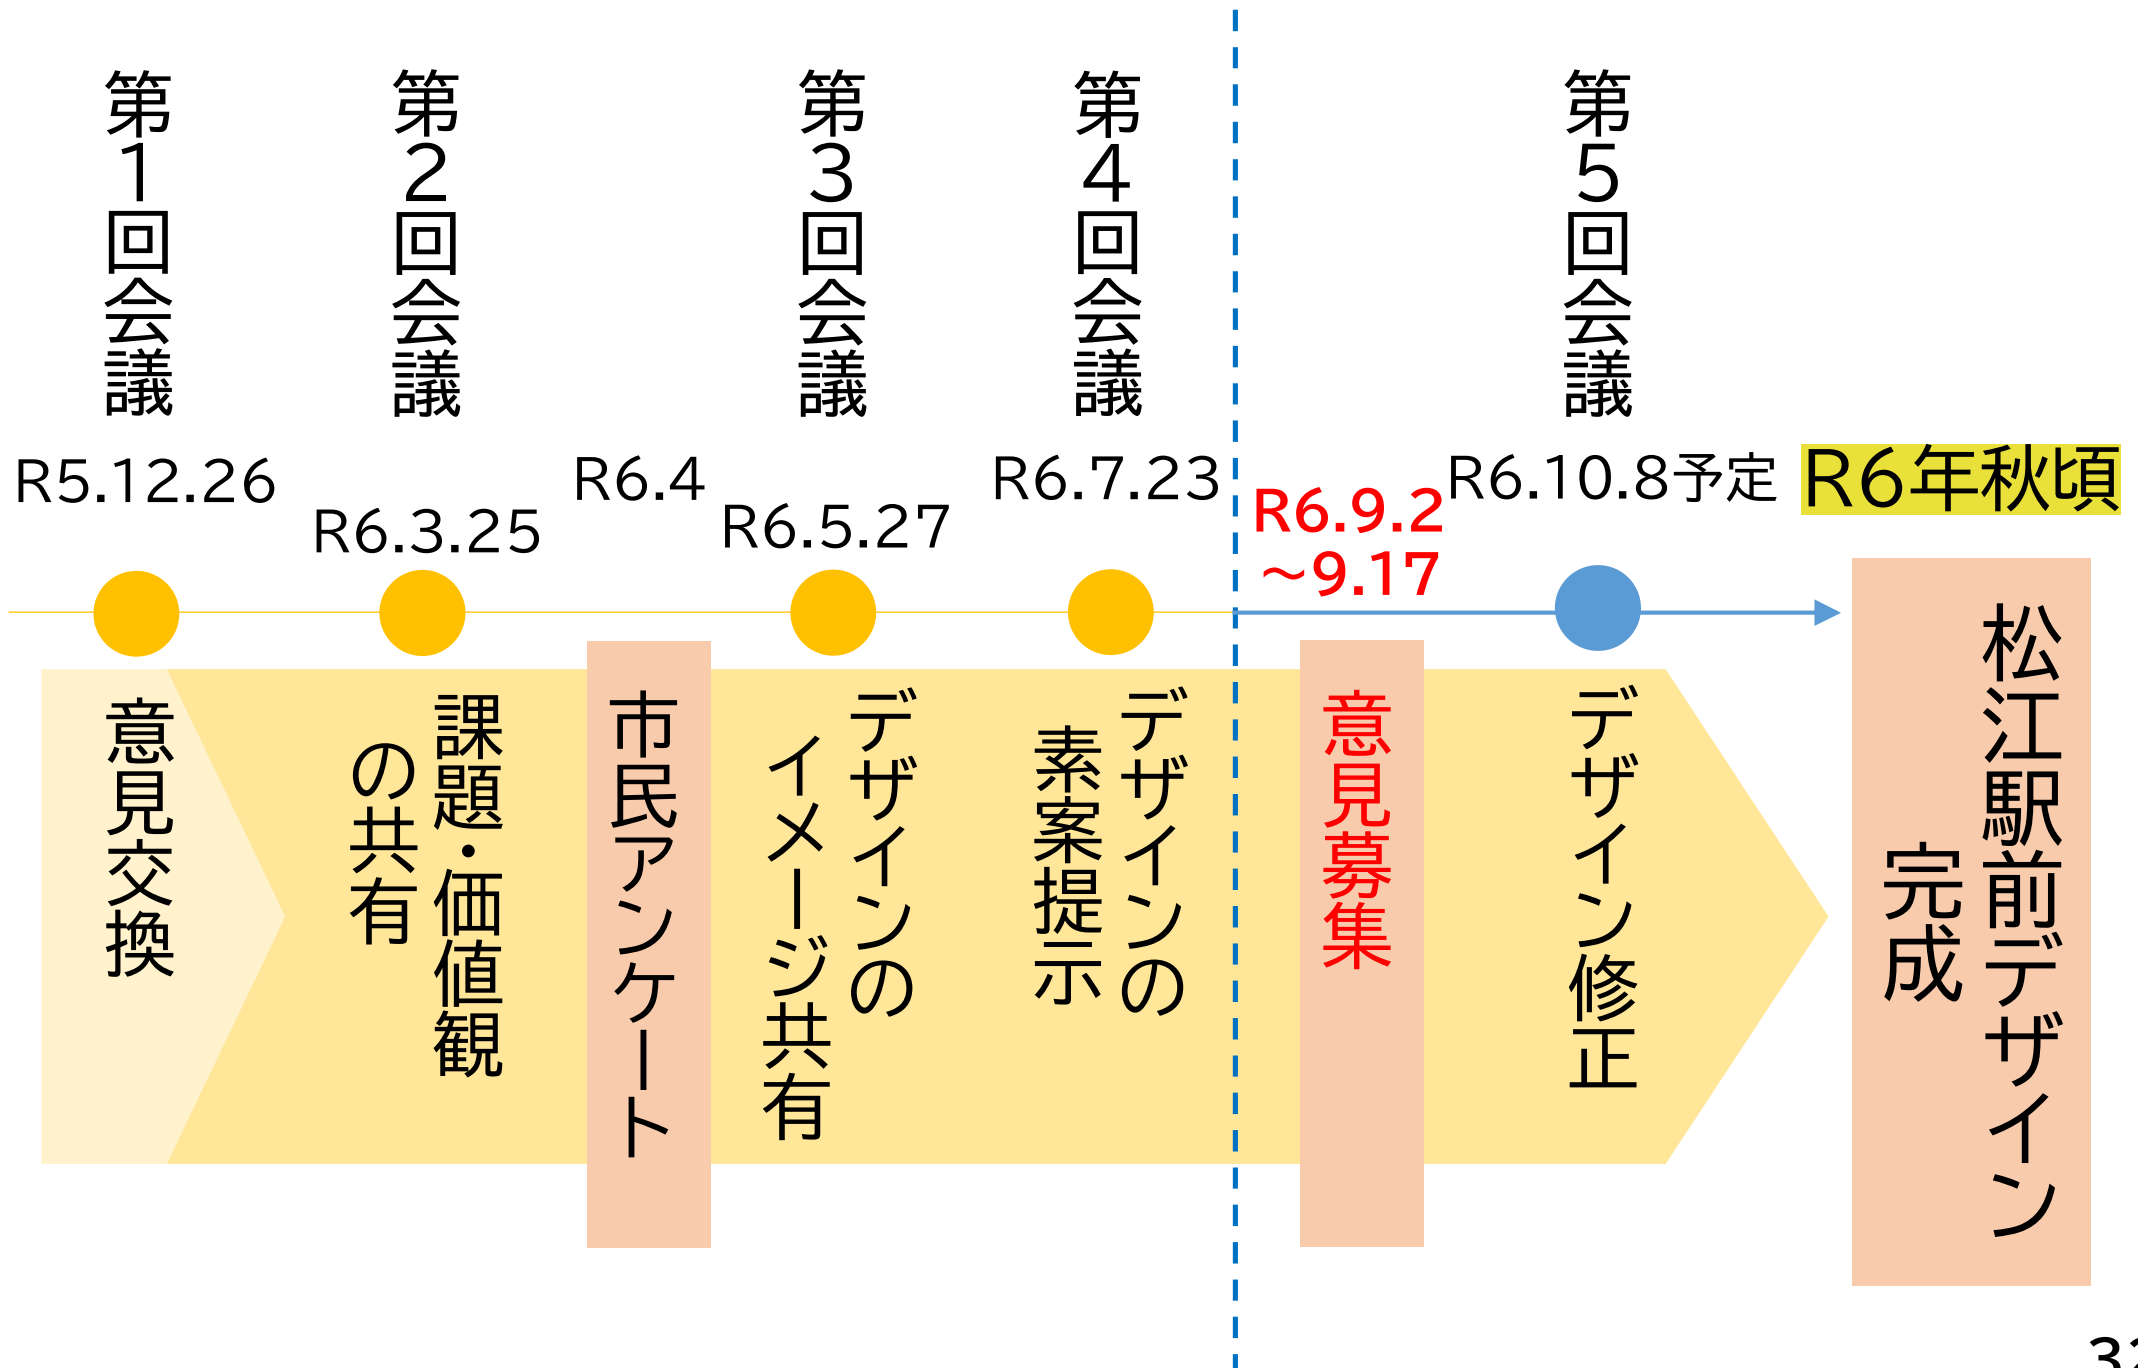 第1回会議
第2回会議
第3回会議
第4回会議
第5回会議
R5.12.26
R6.3.25
R6.4
R6.5.27
R6.7.23
R6.9.2
～9.17
R6.10.8予定
R6年秋頃
意見交換
課題・価値観
の共有
市民アンケート
デザインの
イメージ共有
デザインの
素案提示
意見募集
デザイン修正
松江駅前デザイン
完成